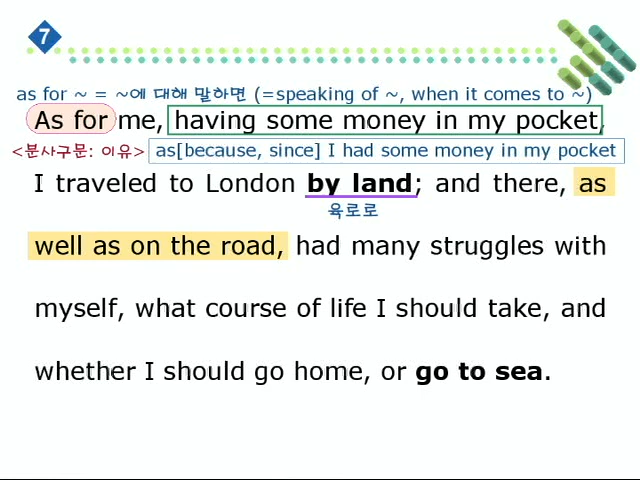 7
as for ~ = ~에 대해 말하면 (=speaking of ~, when it comes to ~)
As for me, having some money in my pocket,
<분사구문: 이유> as[because, since] I had some money in my pocket
I traveled to London by land; and there, as
육로로
well as on the road, had many struggles with
myself, what course of life I should take, and
whether I should go home, or go to sea.